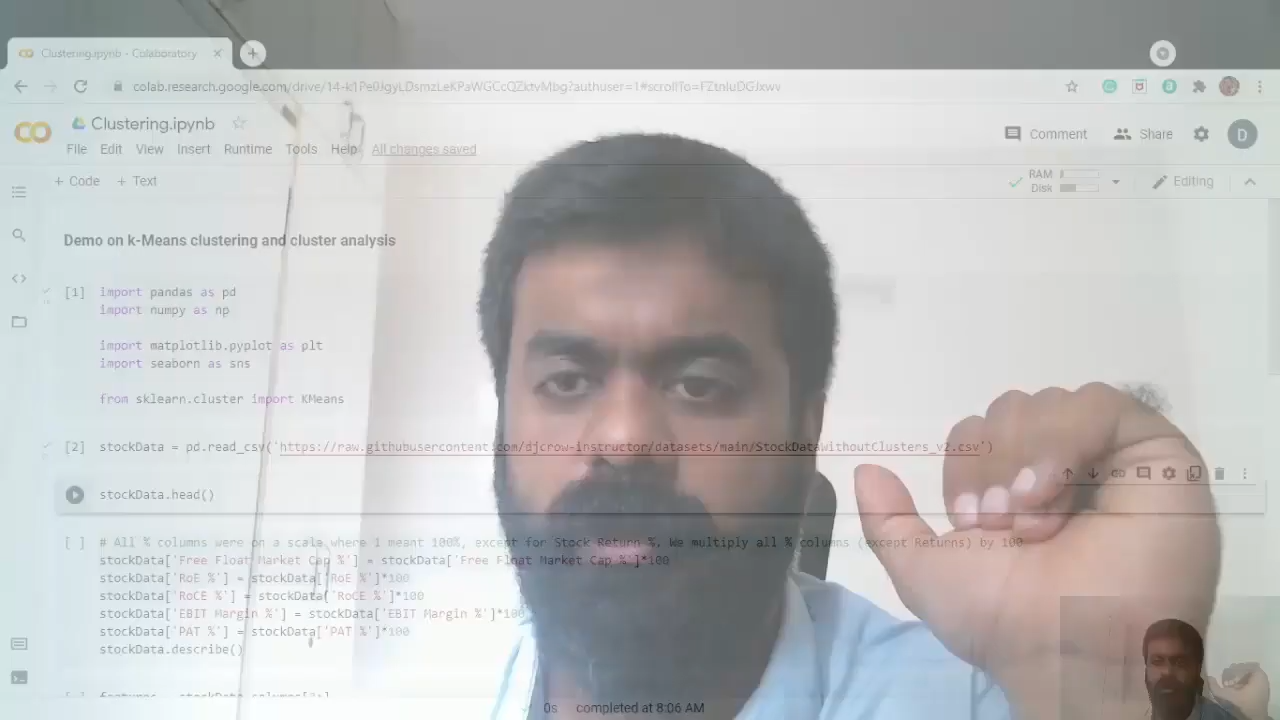 Clustering.ipynb - Colaboratory
colab.research.google.com/drive/14-k1Pe0JgyLDsmzLeKPaWGCcQZktvMbg?authuser=1#scrollTo=FZtnIuDGJxwv
Clustering.ipynb
Comment
Share
D
File Edit View Insert Runtime Tools Help All changes saved
+ Code + Text
RAM
Disk
Editing
Demo on k-Means clustering and cluster analysis
[1] import pandas as pd
import numpy as np
import matplotlib.pyplot as plt
import seaborn as sns
from sklearn.cluster import KMeans
[2] stockData = pd.read_csv('https://raw.githubusercontent.com/djcrow-instructor/datasets/main/StockDataWithoutClusters_v2.csv')
stockData.head()
[ ] # All % columns were on a scale where 1 meant 100%, except for Stock Return %, We multiply all % columns (except Returns) by 100
stockData['Free Float Market Cap %'] = stockData['Free Float Market Cap %']*100
stockData['RoE %'] = stockData['RoE %']*100
stockData['RoCE %'] = stockData['RoCE %']*100
stockData['EBIT Margin %'] = stockData['EBIT Margin %']*100
stockData['PAT %'] = stockData['PAT %']*100
stockData.describe()
0s completed at 8:06 AM